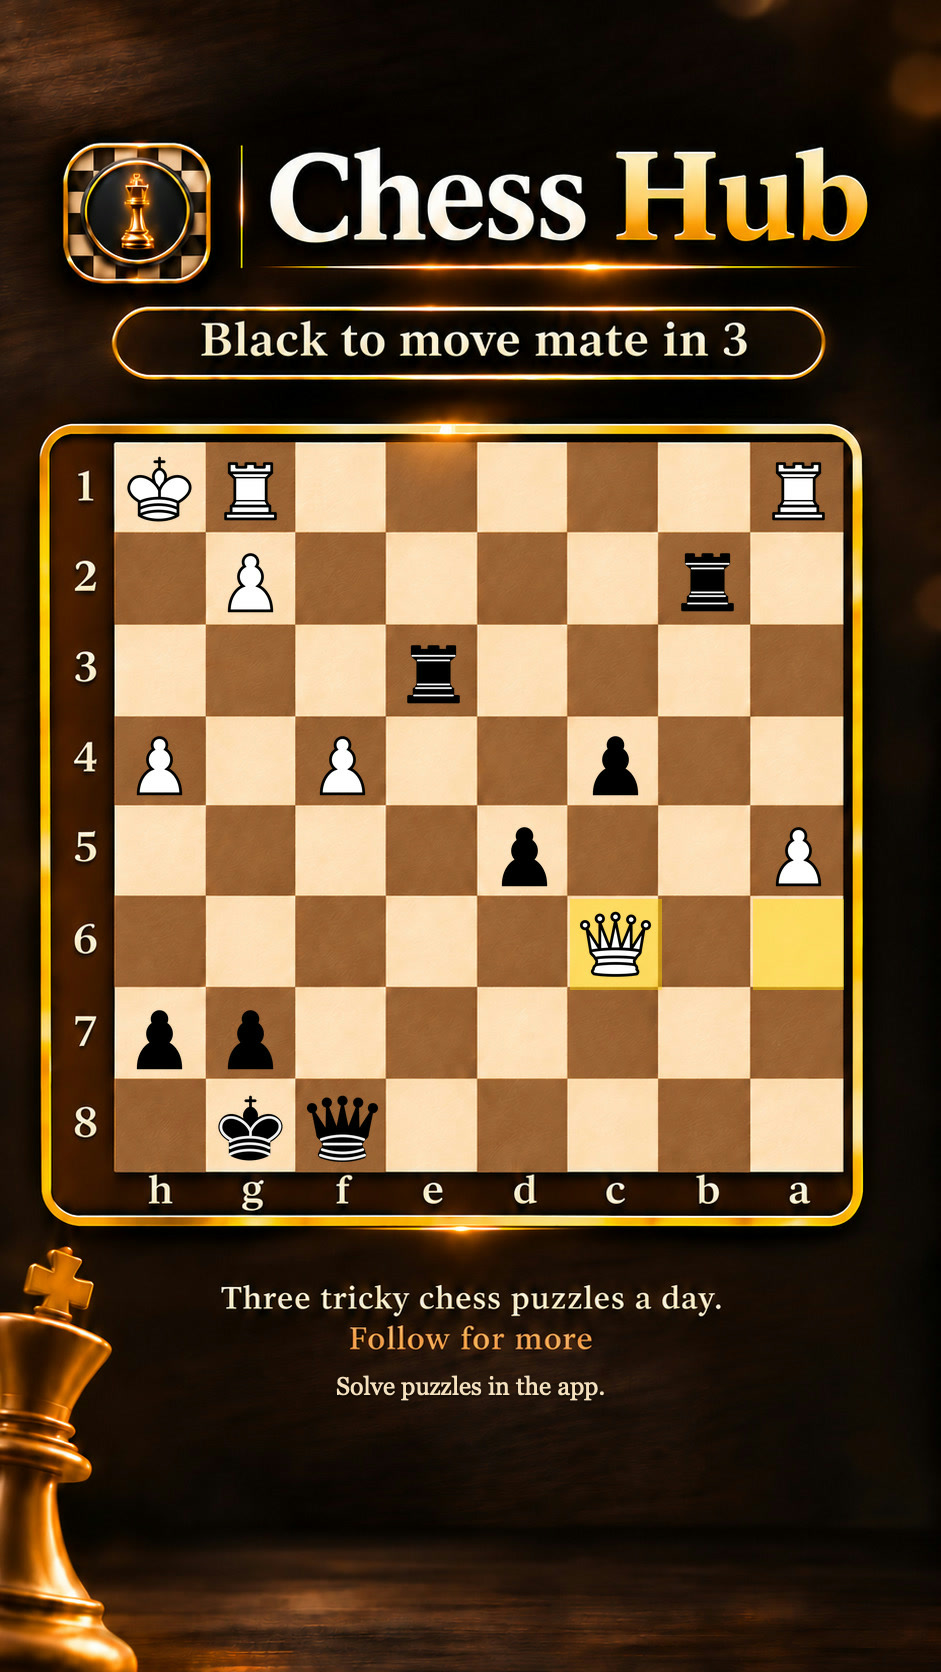 Chess Hub
Black to move mate in 3
1
2
3
4
5
6
7
8
h g f e d c b a
Three tricky chess puzzles a day.
Follow for more
Solve puzzles in the app.